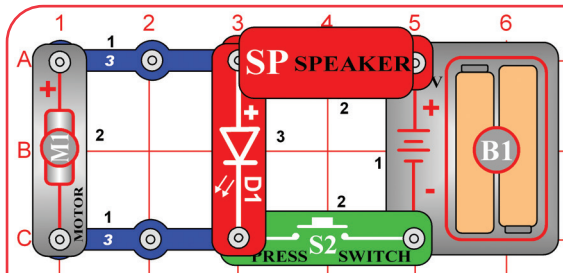 1 2 3 4 5 6
A
1
3
SP SPEAKER
V
+
+
2
+
M1
2
B
3
1
B1
D1
-
MOTOR
1
2
C
3
S2
PRESS SWITCH